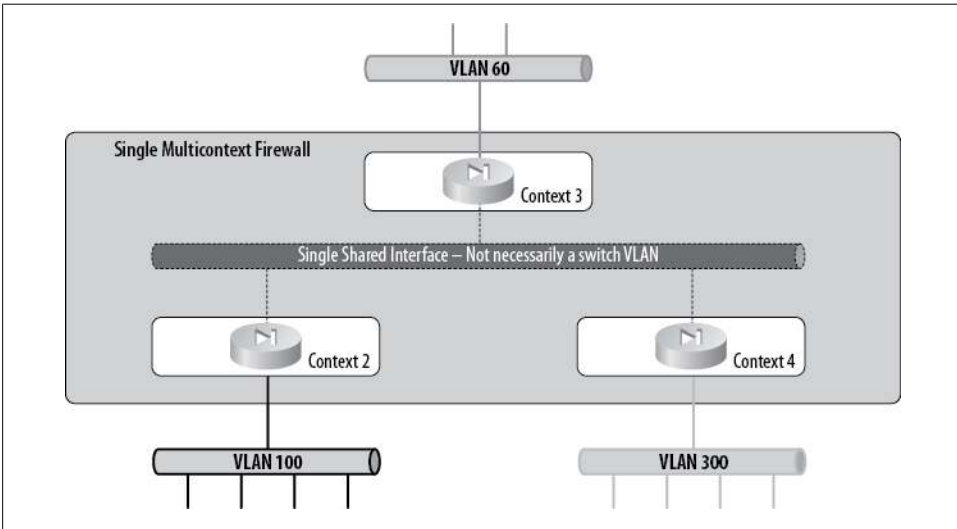 VLAN 60
Single Multicontext Firewall
Context 3
Single Shared Interface – Not necessarily a switch VLAN
Context 2
Context 4
VLAN 100
VLAN 300